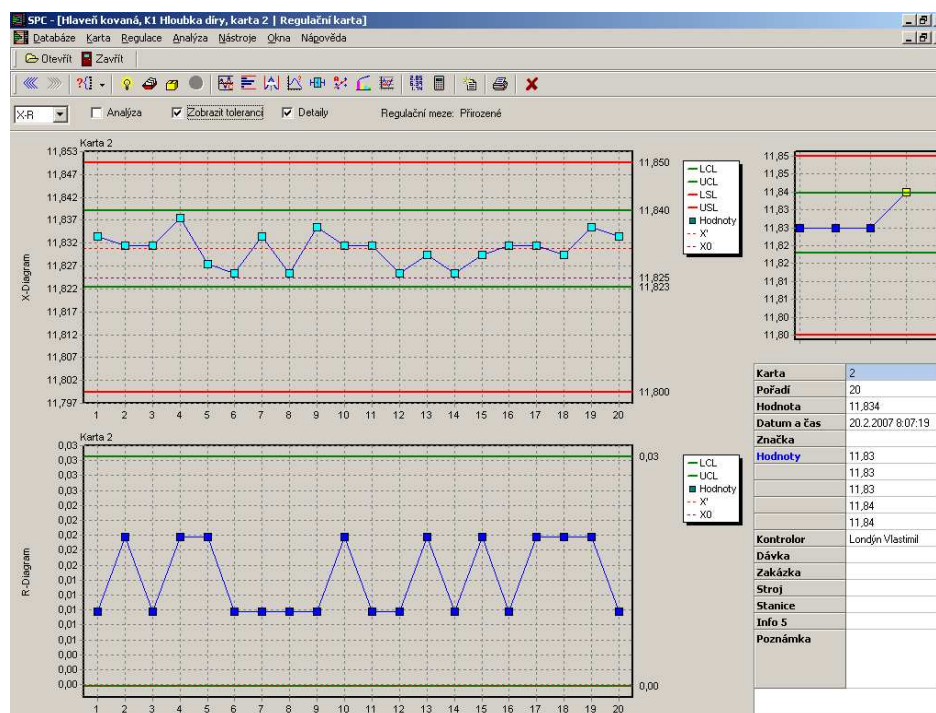 SPC - [Hlaveň kovaná, K1 Hloubka díry, karta 2 | Regulační karta]
Databáze Karta Regulace Analýza Nástroje Okna Nápověda
Otevřít Zavřít
X-R Analýza Zobrazit toleranci Detaily Regulační meze: Přirozené
Karta 2
11,853
11,847
11,842
11,837
11,832
11,827
11,822
11,817
11,812
11,807
11,802
11,797
X-Diagram
1 2 3 4 5 6 7 8 9 10 11 12 13 14 15 16 17 18 19 20
11,850
11,840
11,825
11,823
11,800
LCL
UCL
LSL
USL
Hodnoty
X'
X0
11,85
11,84
11,83
11,83
11,82
11,82
11,81
11,81
11,80
11,80
Karta 2
0,03
0,03
0,03
0,03
0,02
0,02
0,02
0,02
0,01
0,01
0,01
0,01
0,01
0,00
0,00
0,00
R-Diagram
1 2 3 4 5 6 7 8 9 10 11 12 13 14 15 16 17 18 19 20
0,03
0,00
LCL
UCL
Hodnoty
X'
X0
Karta 2
Pořadí 20
Hodnota 11,834
Datum a čas 20.2.2007 8:07:19
Značka
Hodnoty 11,83
11,83
11,83
11,84
11,84
Kontrolor Londýn Vlastimil
Dávka
Zakázka
Stroj
Stanice
Info 5
Poznámka